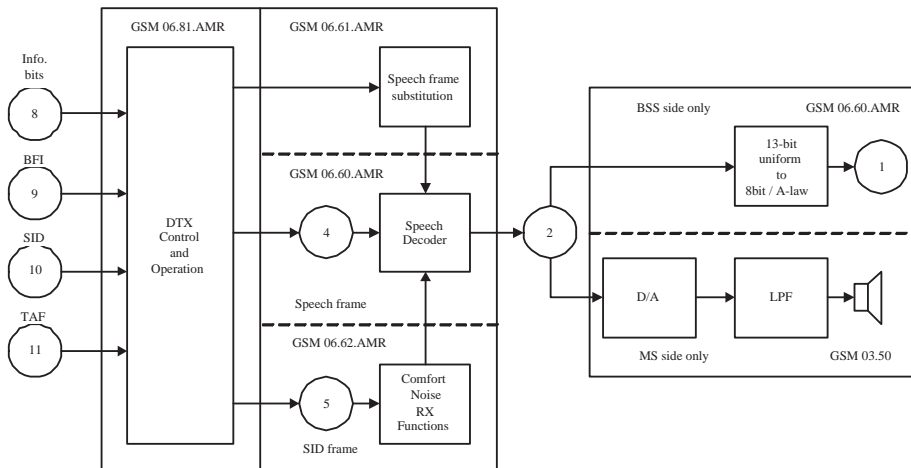 GSM 06.81.AMR
GSM 06.61.AMR
Info.
bits
8
BFI
9
SID
10
TAF
11
DTX
Control
and
Operation
Speech frame
substitution
GSM 06.60.AMR
4
Speech
Decoder
Speech frame
GSM 06.62.AMR
5
SID frame
Comfort
Noise
RX
Functions
2
BSS side only
GSM 06.60.AMR
13-bit
uniform
to
8bit / A-law
1
D/A
LPF
MS side only
GSM 03.50